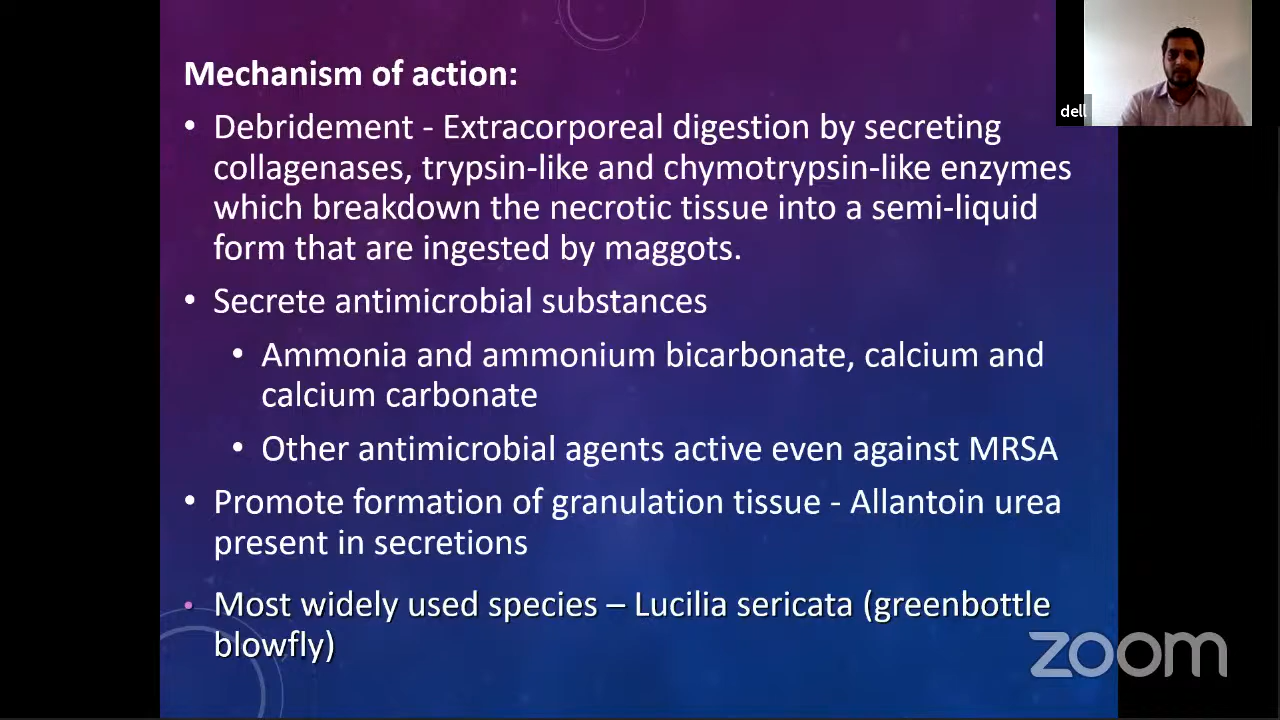 Mechanism of action:
• Debridement - Extracorporeal digestion by secreting
collagenases, trypsin-like and chymotrypsin-like enzymes
which breakdown the necrotic tissue into a semi-liquid
form that are ingested by maggots.
• Secrete antimicrobial substances
• Ammonia and ammonium bicarbonate, calcium and
calcium carbonate
• Other antimicrobial agents active even against MRSA
• Promote formation of granulation tissue - Allantoin urea
present in secretions
• Most widely used species – Lucilia sericata (greenbottle
blowfly)
dell
zoom